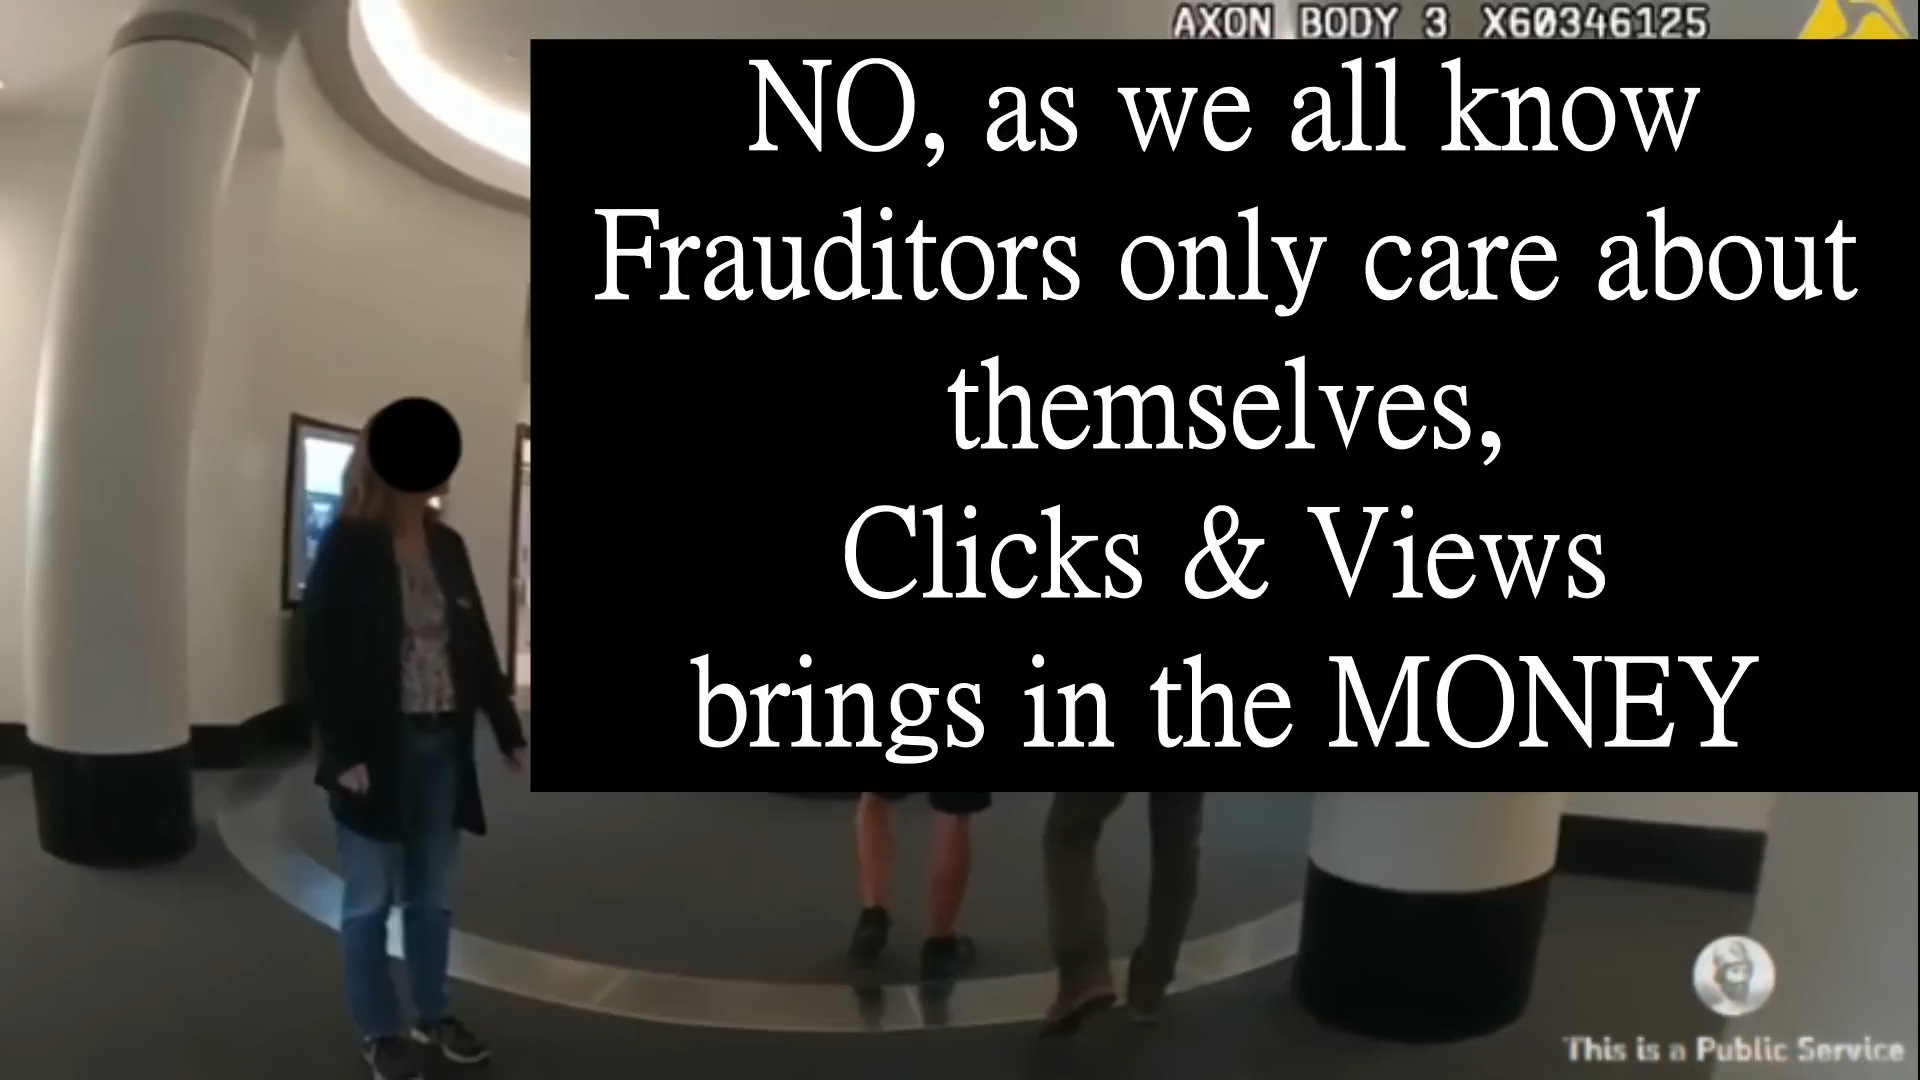 AXON BODY 3 X60346125
NO, as we all know
Frauditors only care about
themselves,
Clicks & Views
brings in the MONEY
This is a Public Service